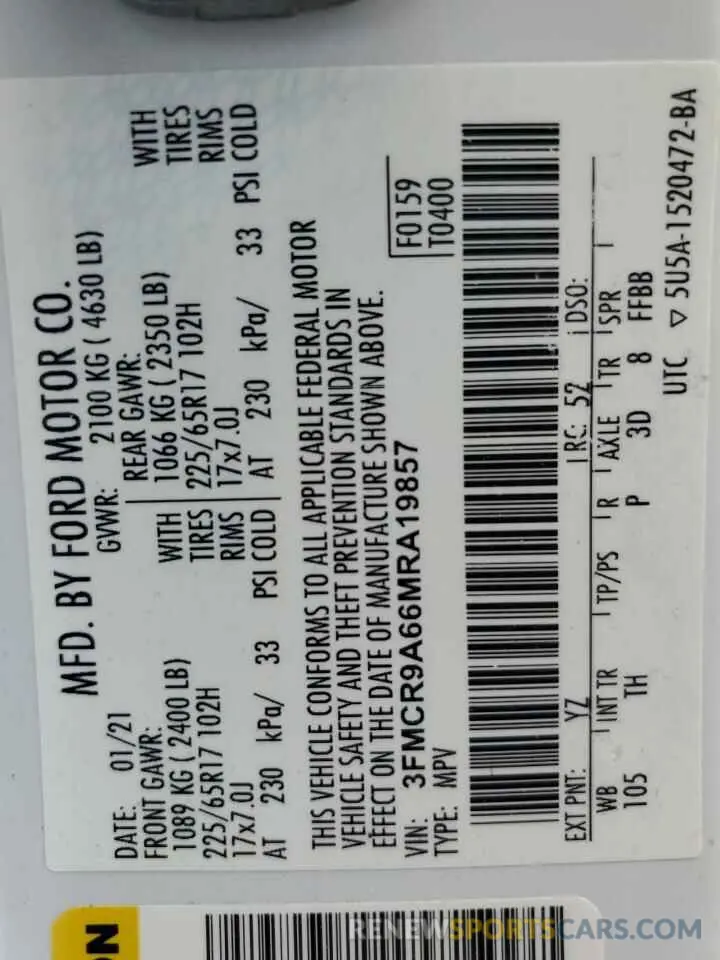 MFD. BY FORD MOTOR CO.
DATE: 01/21
GVWR: 2100 KG ( 4630 LB)
FRONT GAWR:
1089 KG ( 2400 LB)
225/65R17 102H
17x7.0J
AT 230 kPa/ 33 PSI COLD
WITH
TIRES
RIMS
REAR GAWR:
1066 KG ( 2350 LB)
225/65R17 102H
17x7.0J
AT 230 kPa/ 33 PSI COLD
WITH
TIRES
RIMS
THIS VEHICLE CONFORMS TO ALL APPLICABLE FEDERAL MOTOR
VEHICLE SAFETY AND THEFT PREVENTION STANDARDS IN
EFFECT ON THE DATE OF MANUFACTURE SHOWN ABOVE.
VIN: 3FMCR9A66MRA19857
TYPE: MPV
F0159
T0400
EXT PNT: YZ RC: 52 DSO:
WB INT TR TP/PS R AXLE TR SPR
105 TH P 3D 8 FFBB
UTC ▽ 5U5A-1520472-BA
ON
RENEWSPORTSCARS.COM